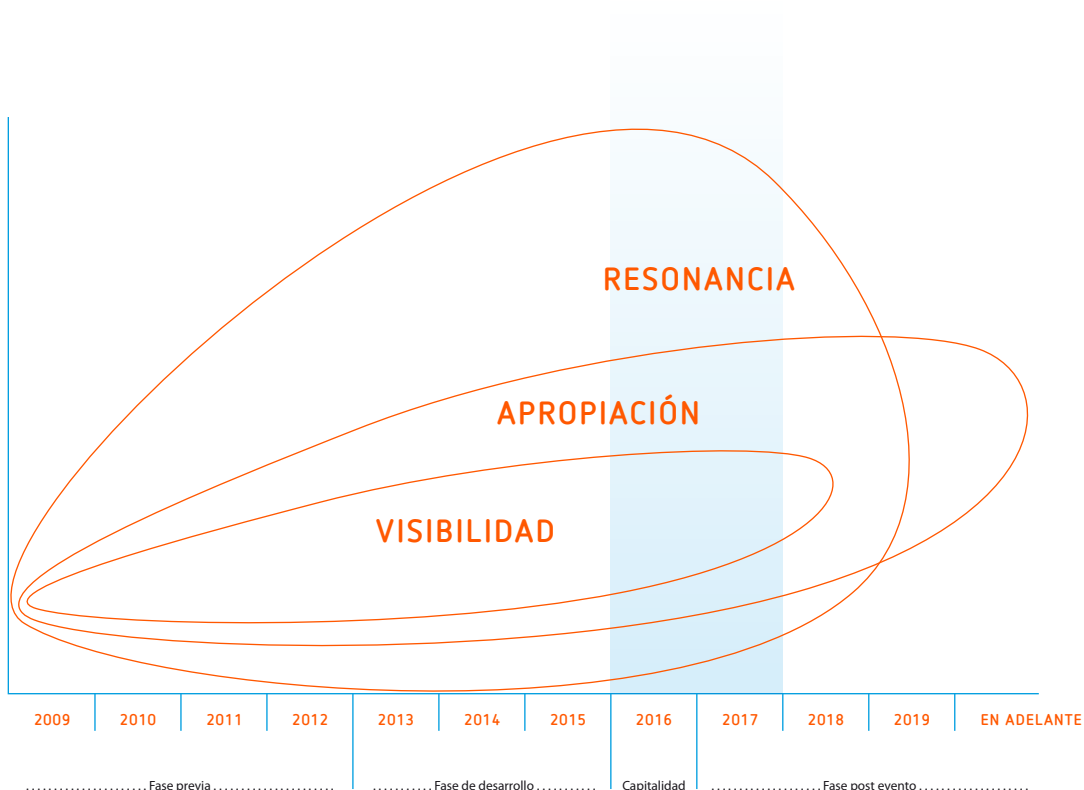 RESONANCIA
APROPIACIÓN
VISIBILIDAD
2009 2010 2011 2012 2013 2014 2015 2016 2017 2018 2019 EN ADELANTE
......................Fase previa...................... ...........Fase de desarrollo........... Capitalidad .....................Fase post evento.....................